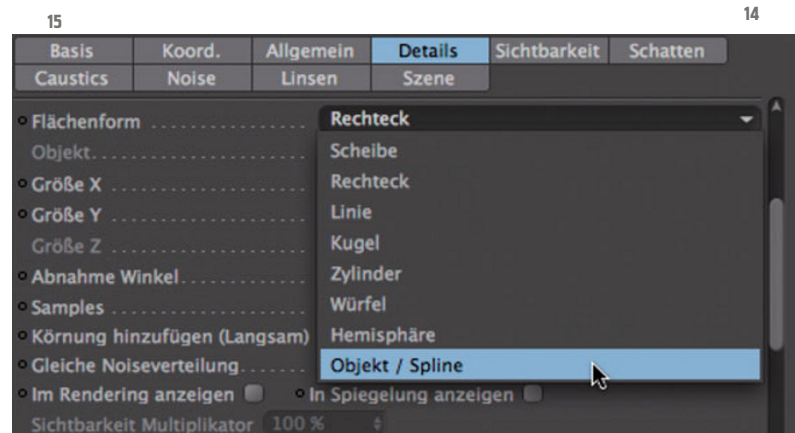 15
14
Basis Koord. Allgemein Details Sichtbarkeit Schatten
Caustics Noise Linsen Szene
Flächenform Rechteck
Objekt Scheibe
Größe X Rechteck
Größe Y Linie
Größe Z Kugel
Abnahme Winkel Zylinder
Samples Würfel
Körnung hinzufügen (Langsam) Hemisphäre
Gleiche Noiseverteilung Objekt / Spline
Im Rendering anzeigen In Spiegelung anzeigen
Sichtbarkeit Multiplikator 100 %